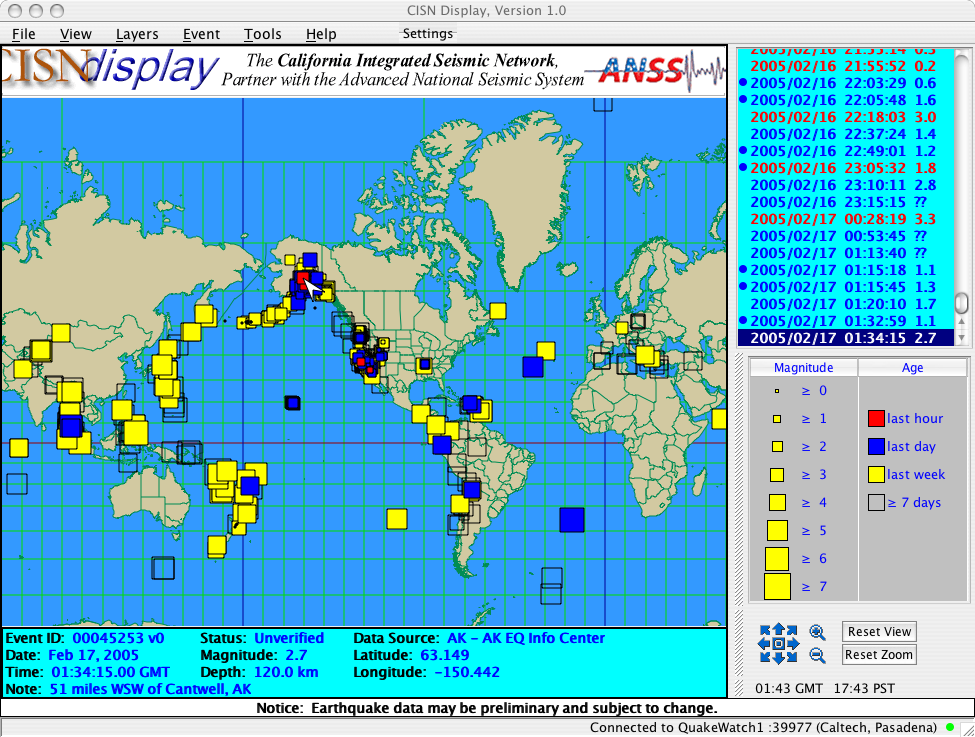 CISN Display, Version 1.0
File View Layers Event Tools Help Settings
CISN display
The California Integrated Seismic Network,
Partner with the Advanced National Seismic System
ANSS
2005/02/16 21:55:52 0.2
2005/02/16 22:03:29 0.6
2005/02/16 22:05:48 1.6
2005/02/16 22:18:03 3.0
2005/02/16 22:37:24 1.4
2005/02/16 22:49:01 1.2
2005/02/16 23:05:32 1.8
2005/02/16 23:10:11 2.8
2005/02/16 23:15:15 ??
2005/02/17 00:28:19 3.3
2005/02/17 00:53:45 ??
2005/02/17 01:13:40 ??
2005/02/17 01:15:18 1.1
2005/02/17 01:15:45 1.3
2005/02/17 01:20:10 1.7
2005/02/17 01:32:59 1.1
2005/02/17 01:34:15 2.7
Magnitude Age
≥ 0
≥ 1 last hour
≥ 2 last day
≥ 3 last week
≥ 4 ≥ 7 days
≥ 5
≥ 6
≥ 7
Reset View
Reset Zoom
01:43 GMT 17:43 PST
Event ID: 00045253 v0 Status: Unverified Data Source: AK - AK EQ Info Center
Date: Feb 17, 2005 Magnitude: 2.7 Latitude: 63.149
Time: 01:34:15.00 GMT Depth: 120.0 km Longitude: -150.442
Note: 51 miles WSW of Cantwell, AK
Notice: Earthquake data may be preliminary and subject to change.
Connected to QuakeWatch1 :39977 (Caltech, Pasadena)